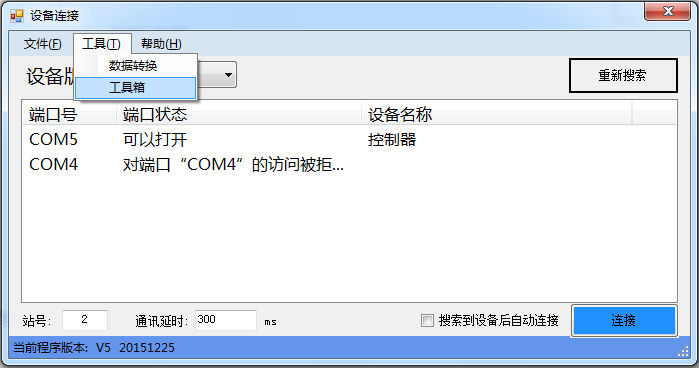 设备连接
文件(F) 工具(T) 帮助(H)
数据转换
工具箱
设备
重新搜索
端口号 端口状态 设备名称
COM5 可以打开 控制器
COM4 对端口“COM4”的访问被拒...
站号: 2 通讯延时: 300 ms 搜索到设备后自动连接 连接
当前程序版本: V5 20151225